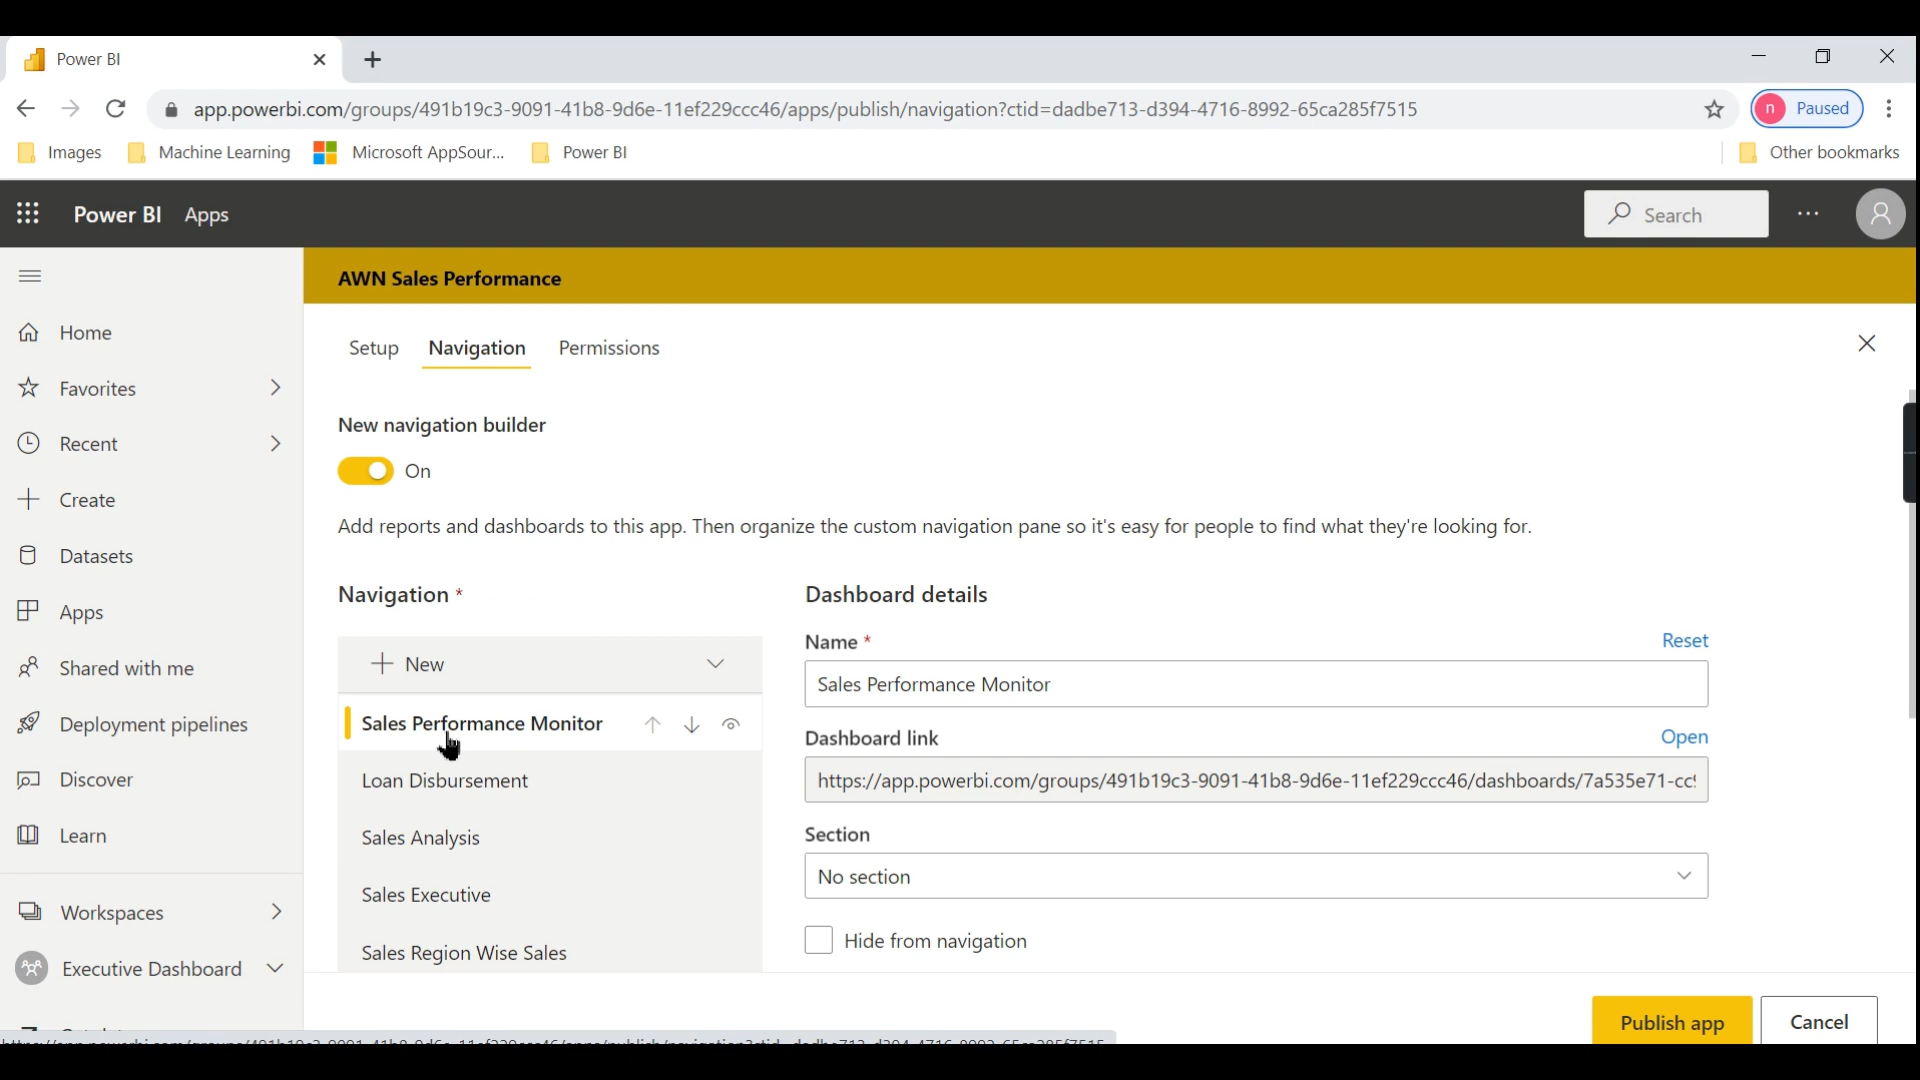 Power BI
app.powerbi.com/groups/491b19c3-9091-41b8-9d6e-11ef229ccc46/apps/publish/navigation?ctid=dadbe713-d394-4716-8992-65ca285f7515
n Paused
Images Machine Learning Microsoft AppSour... Power BI Other bookmarks
Power BI Apps Search
AWN Sales Performance
Home
Favorites
Recent
Create
Datasets
Apps
Shared with me
Deployment pipelines
Discover
Learn
Workspaces
Executive Dashboard
Setup Navigation Permissions
New navigation builder
On
Add reports and dashboards to this app. Then organize the custom navigation pane so it's easy for people to find what they're looking for.
Navigation *
New
Sales Performance Monitor
Loan Disbursement
Sales Analysis
Sales Executive
Sales Region Wise Sales
Dashboard details
Name * Reset
Sales Performance Monitor
Dashboard link Open
https://app.powerbi.com/groups/491b19c3-9091-41b8-9d6e-11ef229ccc46/dashboards/7a535e71-cc
Section
No section
Hide from navigation
Publish app Cancel